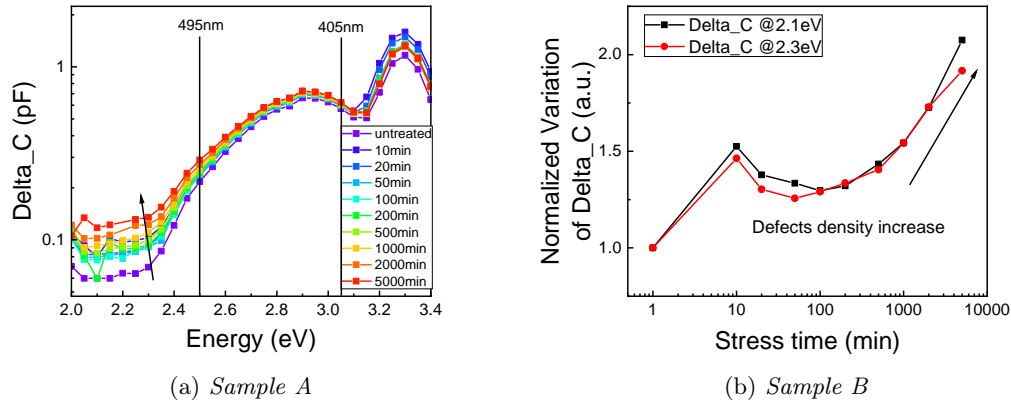 495nm
405nm
1
0.1
Delta_C (pF)
untreated
10min
20min
50min
100min
200min
500min
1000min
2000min
5000min
2.0 2.2 2.4 2.6 2.8 3.0 3.2 3.4
Energy (eV)
(a) Sample A
Delta_C @2.1eV
Delta_C @2.3eV
2.0
1.5
1.0
Normalized Variation
of Delta_C (a.u.)
Defects density increase
1 10 100 1000 10000
Stress time (min)
(b) Sample B